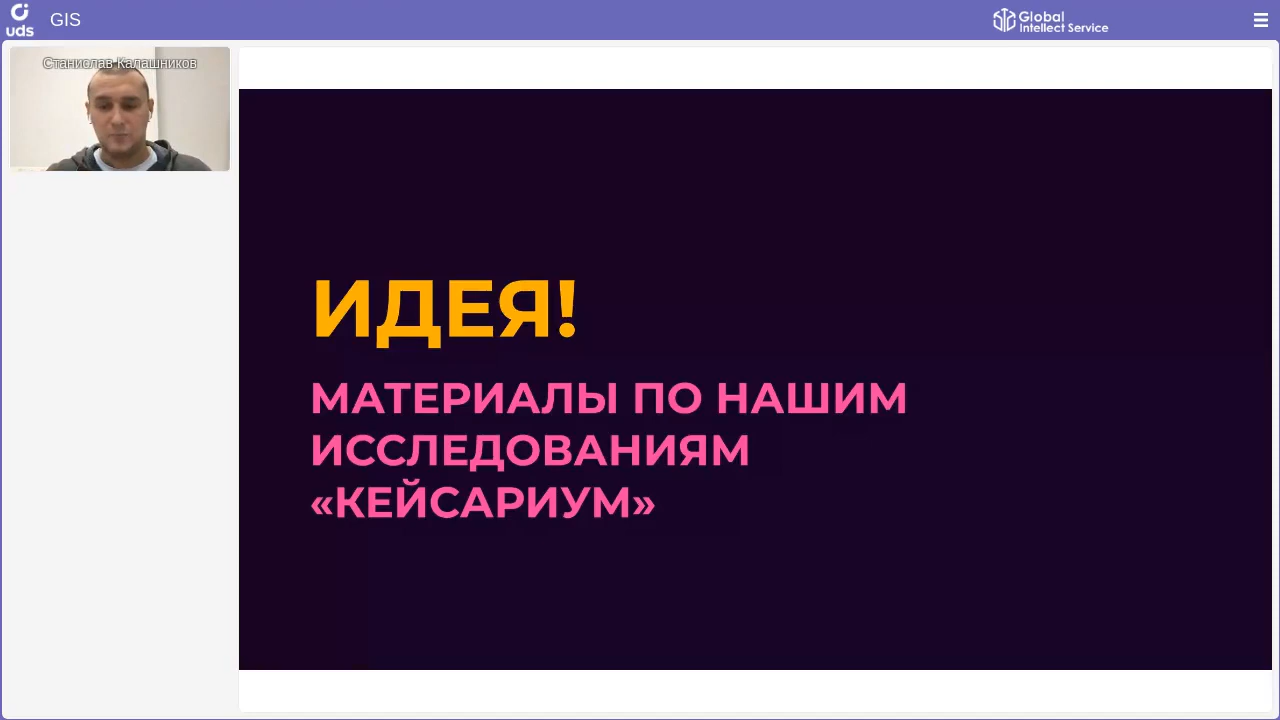 uds
GIS
Global
Intellect Service
Станислав Калашников
ИДЕЯ!
МАТЕРИАЛЫ ПО НАШИМ
ИССЛЕДОВАНИЯМ
«КЕЙСАРИУМ»